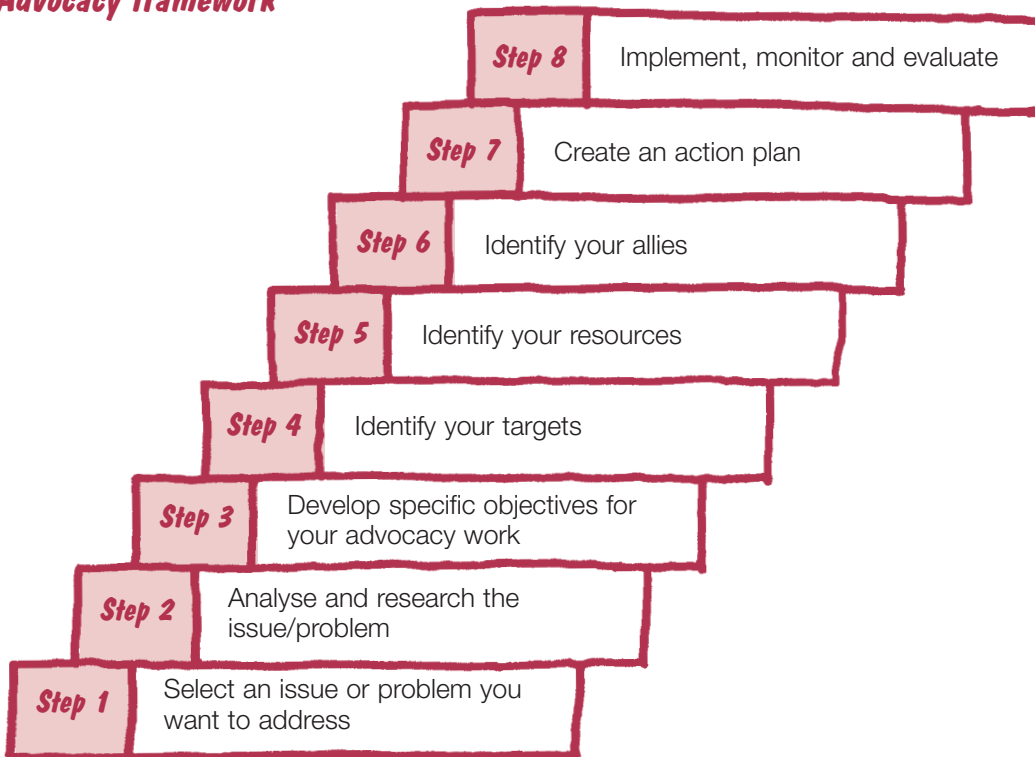 Advocacy framework
Step 8 Implement, monitor and evaluate
Step 7 Create an action plan
Step 6 Identify your allies
Step 5 Identify your resources
Step 4 Identify your targets
Step 3 Develop specific objectives for
your advocacy work
Step 2 Analyse and research the
issue/problem
Step 1 Select an issue or problem you
want to address